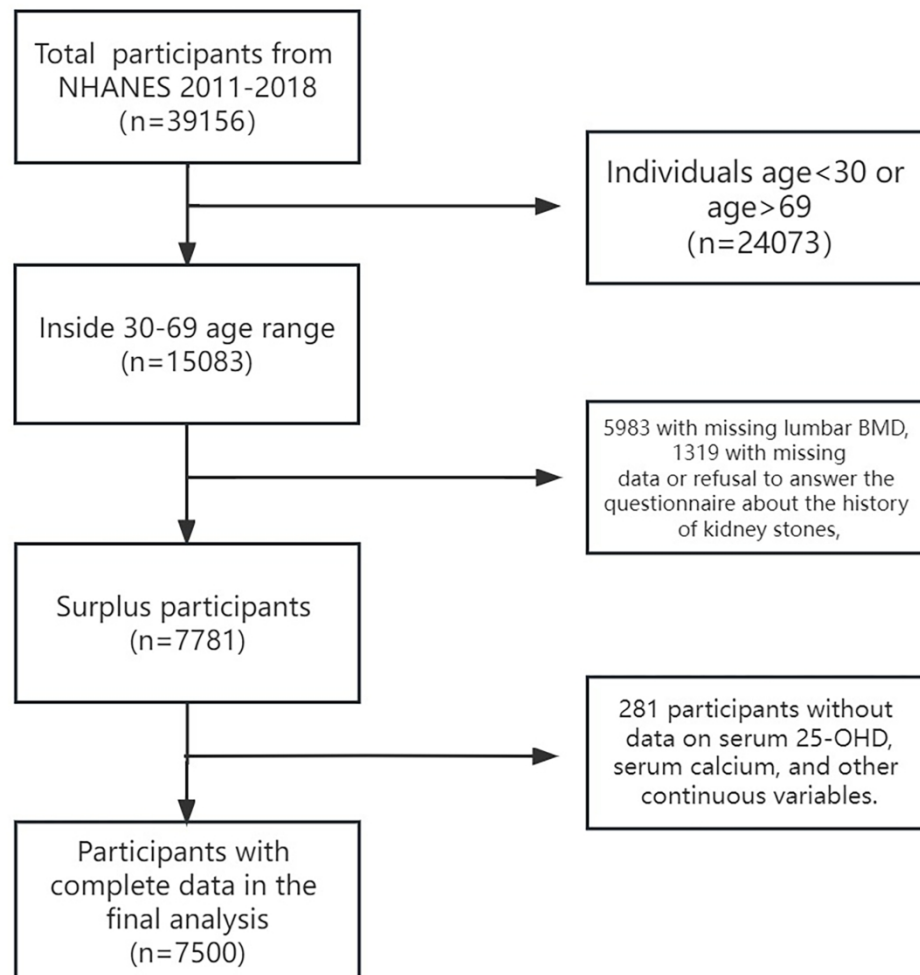 Total participants from
NHANES 2011-2018
(n=39156)
Individuals age<30 or
age>69
(n=24073)
Inside 30-69 age range
(n=15083)
5983 with missing lumbar BMD,
1319 with missing
data or refusal to answer the
questionnaire about the history
of kidney stones,
Surplus participants
(n=7781)
281 participants without
data on serum 25-OHD,
serum calcium, and other
continuous variables.
Participants with
complete data in the
final analysis
(n=7500)